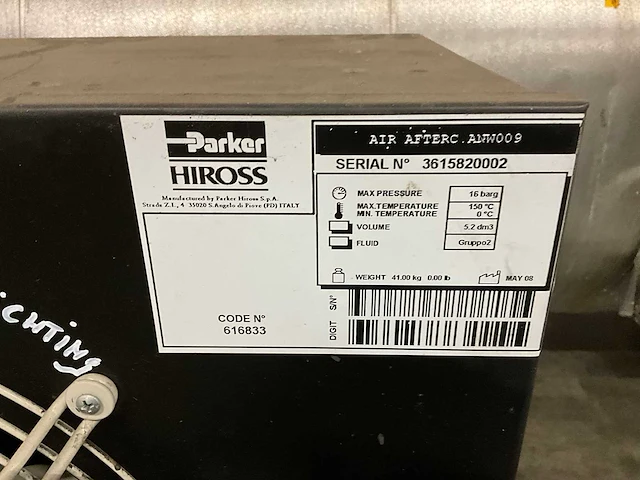 Parker
HIROSS
Manufactured by Parker Hiross S.p.A.
Strada Z.I., 4 35020 S.Angelo di Piove (PD) ITALY
AIR AFTERC.ANW009
SERIAL N° 3615820002
MAX PRESSURE 16 barg
MAX.TEMPERATURE 150 °C
MIN. TEMPERATURE 0 °C
VOLUME 5.2 dm3
FLUID Gruppo2
WEIGHT 41.00 kg 0.00 lb MAY 08
CODE N°
616833
DIGIT S/N°